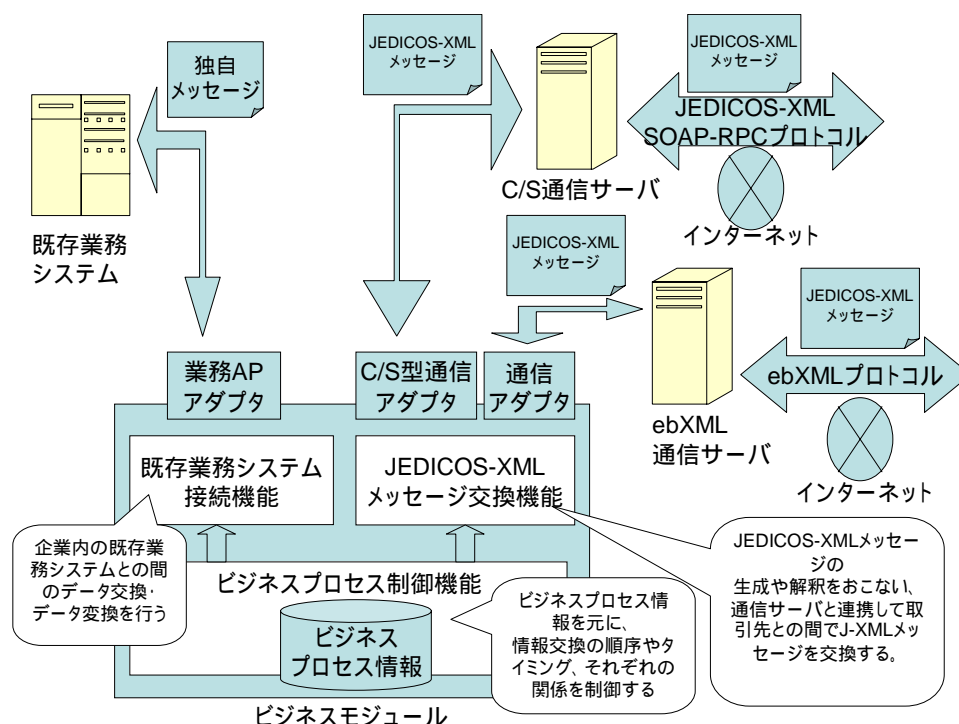 独自
メッセージ
JEDICOS-XML
メッセージ
JEDICOS-XML
メッセージ
JEDICOS-XML
SOAP-RPCプロトコル
C/S通信サーバ
インターネット
既存業務
システム
JEDICOS-XML
メッセージ
JEDICOS-XML
メッセージ
ebXMLプロトコル
ebXML
通信サーバ
インターネット
業務AP
アダプタ
C/S型通信
アダプタ
通信
アダプタ
既存業務システム
接続機能
JEDICOS-XML
メッセージ交換機能
企業内の既存業
務システムとの間
のデータ交換・
データ変換を行う
ビジネスプロセス制御機能
ビジネス
プロセス情報
ビジネスプロセス情
報を元に、
情報交換の順序やタ
イミング、それぞれの
関係を制御する
JEDICOS-XMLメッセー
ジの
生成や解釈をおこない、
通信サーバと連携して取
引先との間でJ-XMLメッ
セージを交換する。
ビジネスモジュール